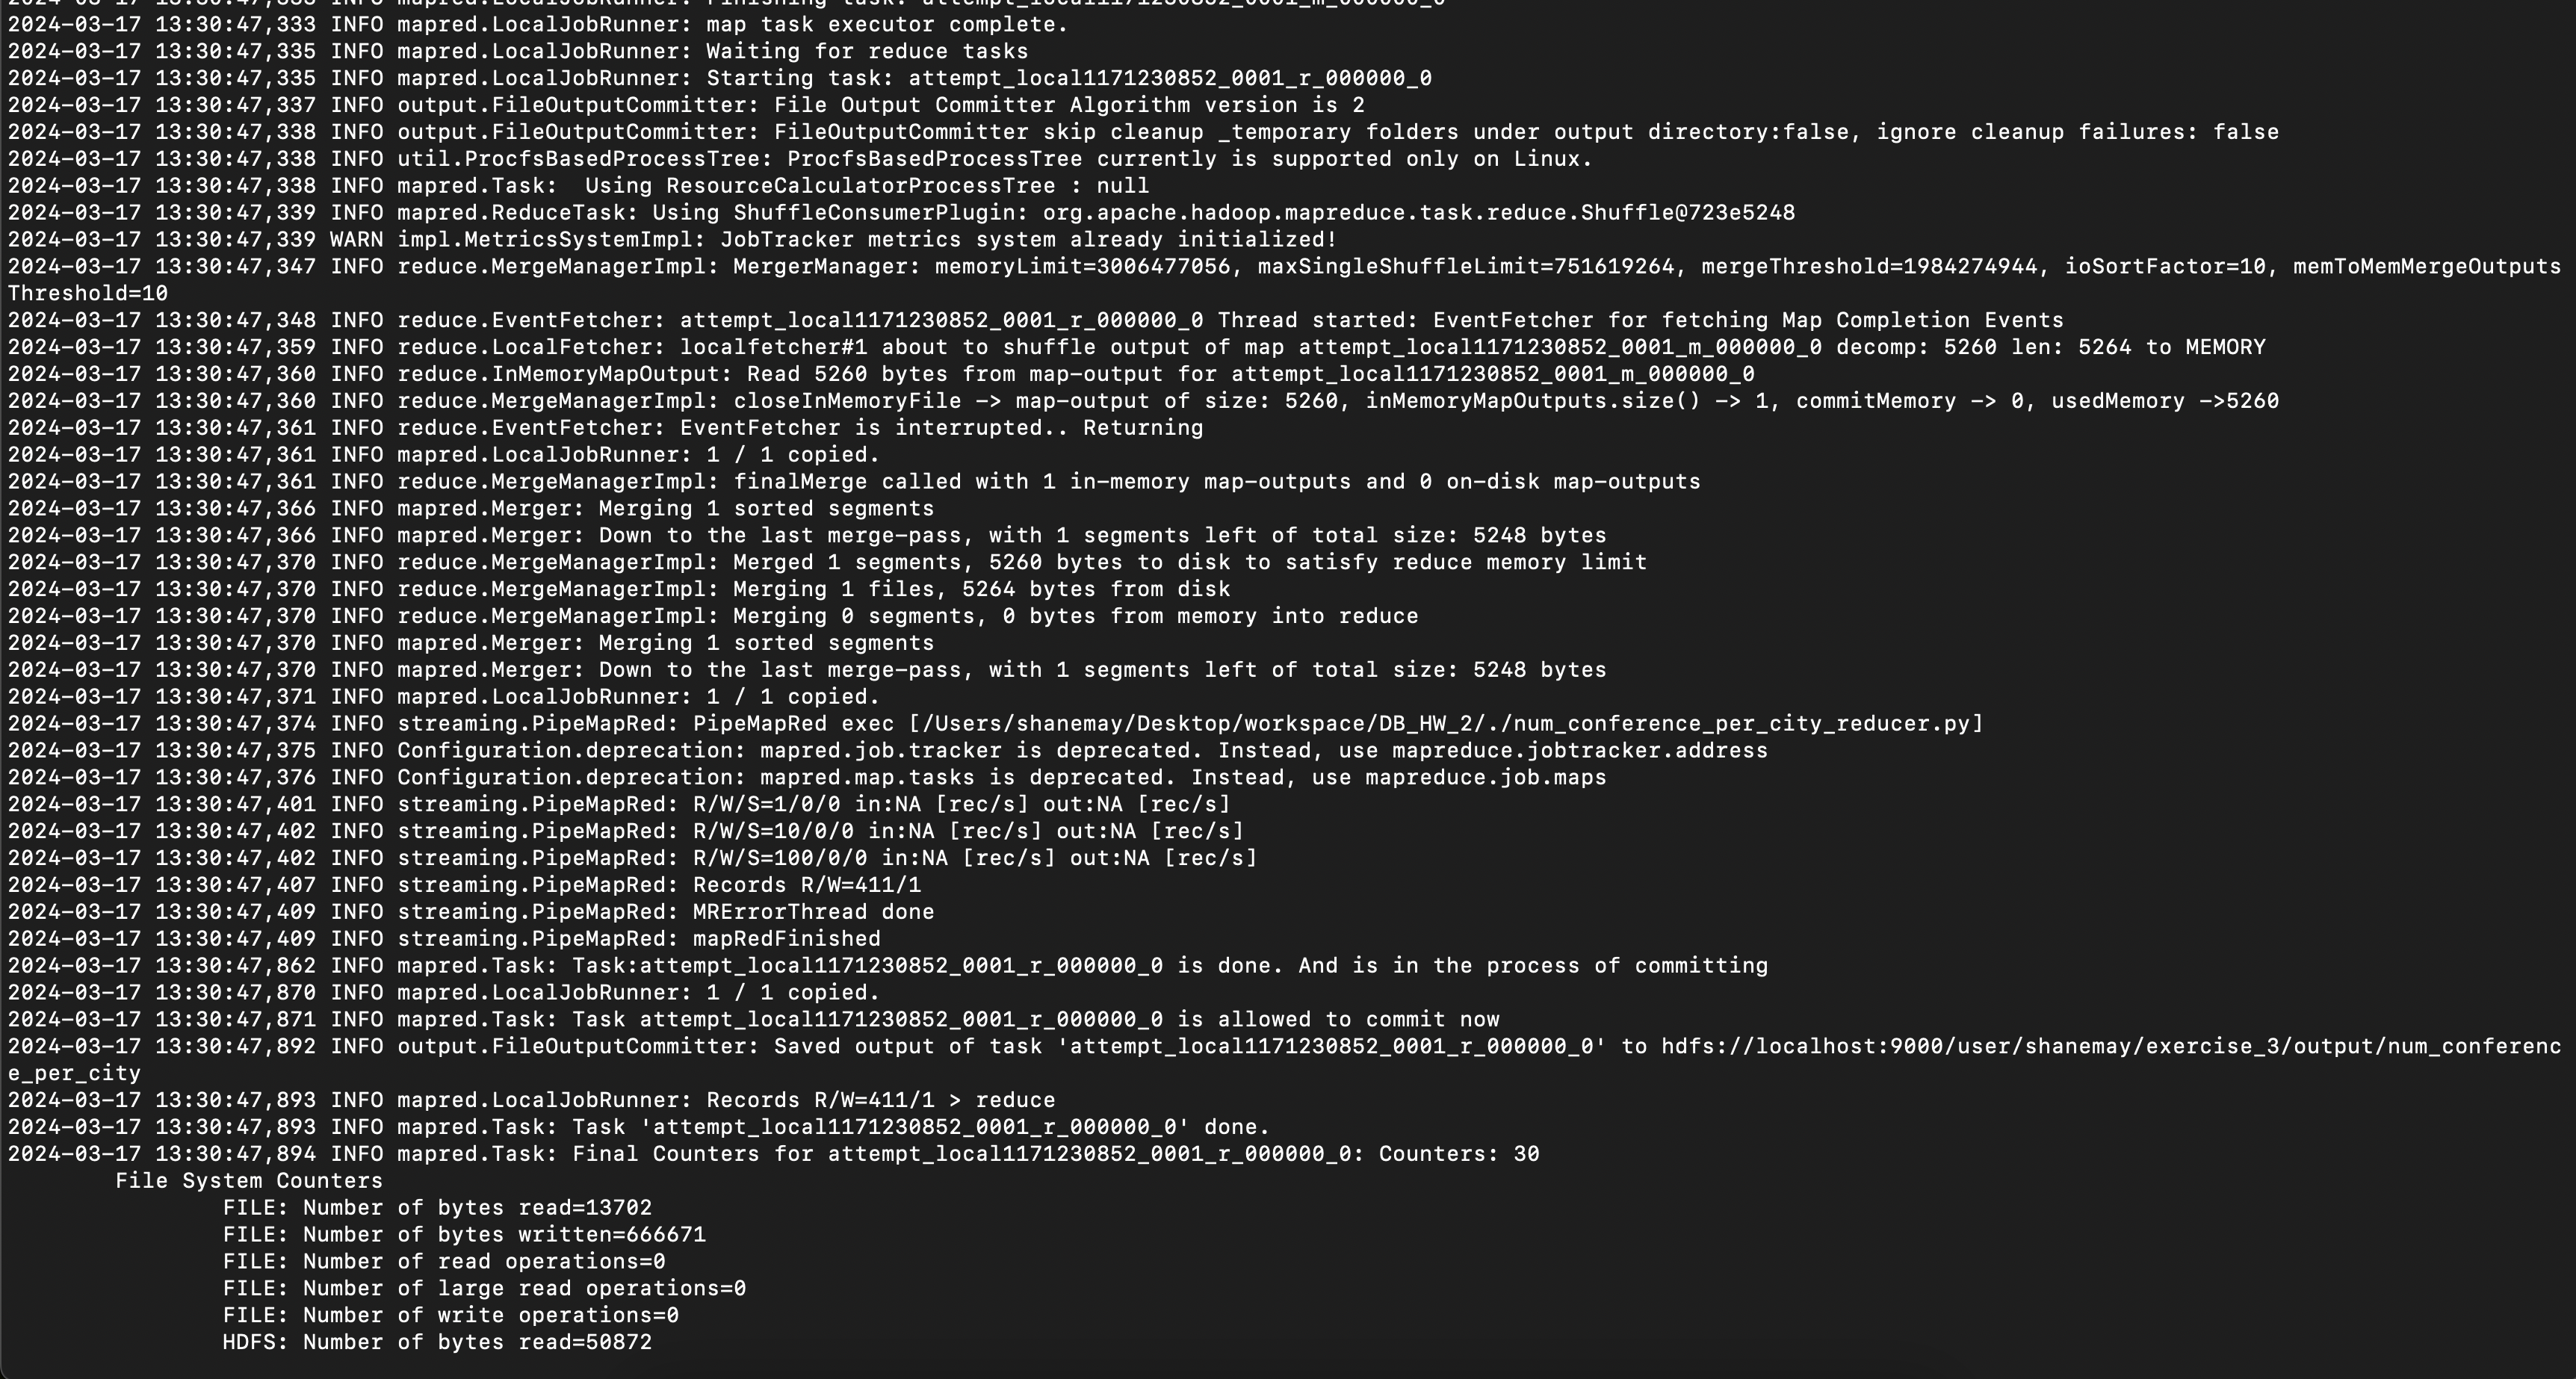 2024-03-17 13:30:47,333 INFO mapred.LocalJobRunner: Finishing task: attempt_local1171230852_0001_m_000000_0
2024-03-17 13:30:47,333 INFO mapred.LocalJobRunner: map task executor complete.
2024-03-17 13:30:47,335 INFO mapred.LocalJobRunner: Waiting for reduce tasks
2024-03-17 13:30:47,335 INFO mapred.LocalJobRunner: Starting task: attempt_local1171230852_0001_r_000000_0
2024-03-17 13:30:47,337 INFO output.FileOutputCommitter: File Output Committer Algorithm version is 2
2024-03-17 13:30:47,338 INFO output.FileOutputCommitter: FileOutputCommitter skip cleanup _temporary folders under output directory:false, ignore cleanup failures: false
2024-03-17 13:30:47,338 INFO util.ProcfsBasedProcessTree: ProcfsBasedProcessTree currently is supported only on Linux.
2024-03-17 13:30:47,338 INFO mapred.Task:  Using ResourceCalculatorProcessTree : null
2024-03-17 13:30:47,339 INFO mapred.ReduceTask: Using ShuffleConsumerPlugin: org.apache.hadoop.mapreduce.task.reduce.Shuffle@723e5248
2024-03-17 13:30:47,339 WARN impl.MetricsSystemImpl: JobTracker metrics system already initialized!
2024-03-17 13:30:47,347 INFO reduce.MergeManagerImpl: MergerManager: memoryLimit=3006477056, maxSingleShuffleLimit=751619264, mergeThreshold=1984274944, ioSortFactor=10, memToMemMergeOutputs
Threshold=10
2024-03-17 13:30:47,348 INFO reduce.EventFetcher: attempt_local1171230852_0001_r_000000_0 Thread started: EventFetcher for fetching Map Completion Events
2024-03-17 13:30:47,359 INFO reduce.LocalFetcher: localfetcher#1 about to shuffle output of map attempt_local1171230852_0001_m_000000_0 decomp: 5260 len: 5264 to MEMORY
2024-03-17 13:30:47,360 INFO reduce.InMemoryMapOutput: Read 5260 bytes from map-output for attempt_local1171230852_0001_m_000000_0
2024-03-17 13:30:47,360 INFO reduce.MergeManagerImpl: closeInMemoryFile -> map-output of size: 5260, inMemoryMapOutputs.size() -> 1, commitMemory -> 0, usedMemory ->5260
2024-03-17 13:30:47,361 INFO reduce.EventFetcher: EventFetcher is interrupted.. Returning
2024-03-17 13:30:47,361 INFO mapred.LocalJobRunner: 1 / 1 copied.
2024-03-17 13:30:47,361 INFO reduce.MergeManagerImpl: finalMerge called with 1 in-memory map-outputs and 0 on-disk map-outputs
2024-03-17 13:30:47,366 INFO mapred.Merger: Merging 1 sorted segments
2024-03-17 13:30:47,366 INFO mapred.Merger: Down to the last merge-pass, with 1 segments left of total size: 5248 bytes
2024-03-17 13:30:47,370 INFO reduce.MergeManagerImpl: Merged 1 segments, 5260 bytes to disk to satisfy reduce memory limit
2024-03-17 13:30:47,370 INFO reduce.MergeManagerImpl: Merging 1 files, 5264 bytes from disk
2024-03-17 13:30:47,370 INFO reduce.MergeManagerImpl: Merging 0 segments, 0 bytes from memory into reduce
2024-03-17 13:30:47,370 INFO mapred.Merger: Merging 1 sorted segments
2024-03-17 13:30:47,370 INFO mapred.Merger: Down to the last merge-pass, with 1 segments left of total size: 5248 bytes
2024-03-17 13:30:47,371 INFO mapred.LocalJobRunner: 1 / 1 copied.
2024-03-17 13:30:47,374 INFO streaming.PipeMapRed: PipeMapRed exec [/Users/shanemay/Desktop/workspace/DB_HW_2/./num_conference_per_city_reducer.py]
2024-03-17 13:30:47,375 INFO Configuration.deprecation: mapred.job.tracker is deprecated. Instead, use mapreduce.jobtracker.address
2024-03-17 13:30:47,376 INFO Configuration.deprecation: mapred.map.tasks is deprecated. Instead, use mapreduce.job.maps
2024-03-17 13:30:47,401 INFO streaming.PipeMapRed: R/W/S=1/0/0 in:NA [rec/s] out:NA [rec/s]
2024-03-17 13:30:47,402 INFO streaming.PipeMapRed: R/W/S=10/0/0 in:NA [rec/s] out:NA [rec/s]
2024-03-17 13:30:47,402 INFO streaming.PipeMapRed: R/W/S=100/0/0 in:NA [rec/s] out:NA [rec/s]
2024-03-17 13:30:47,407 INFO streaming.PipeMapRed: Records R/W=411/1
2024-03-17 13:30:47,409 INFO streaming.PipeMapRed: MRErrorThread done
2024-03-17 13:30:47,409 INFO streaming.PipeMapRed: mapRedFinished
2024-03-17 13:30:47,862 INFO mapred.Task: Task:attempt_local1171230852_0001_r_000000_0 is done. And is in the process of committing
2024-03-17 13:30:47,870 INFO mapred.LocalJobRunner: 1 / 1 copied.
2024-03-17 13:30:47,871 INFO mapred.Task: Task attempt_local1171230852_0001_r_000000_0 is allowed to commit now
2024-03-17 13:30:47,892 INFO output.FileOutputCommitter: Saved output of task 'attempt_local1171230852_0001_r_000000_0' to hdfs://localhost:9000/user/shanemay/exercise_3/output/num_conferenc
e_per_city
2024-03-17 13:30:47,893 INFO mapred.LocalJobRunner: Records R/W=411/1 > reduce
2024-03-17 13:30:47,893 INFO mapred.Task: Task 'attempt_local1171230852_0001_r_000000_0' done.
2024-03-17 13:30:47,894 INFO mapred.Task: Final Counters for attempt_local1171230852_0001_r_000000_0: Counters: 30
File System Counters
FILE: Number of bytes read=13702
FILE: Number of bytes written=666671
FILE: Number of read operations=0
FILE: Number of large read operations=0
FILE: Number of write operations=0
HDFS: Number of bytes read=50872